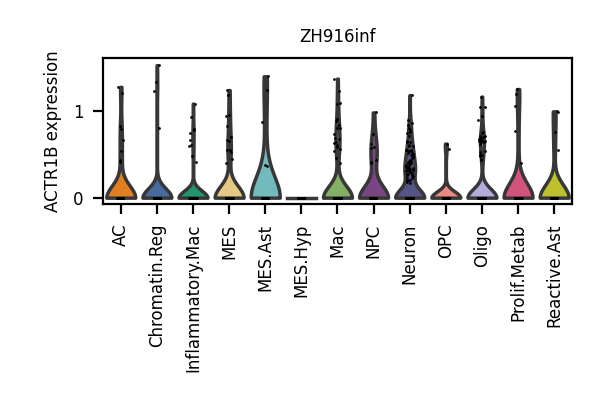 ZH916inf
ACTR1B expression
1
0
AC
Chromatin.Reg
Inflammatory.Mac
MES
MES.Ast
MES.Hyp
Mac
NPC
Neuron
OPC
Oligo
Prolif.Metab
Reactive.Ast